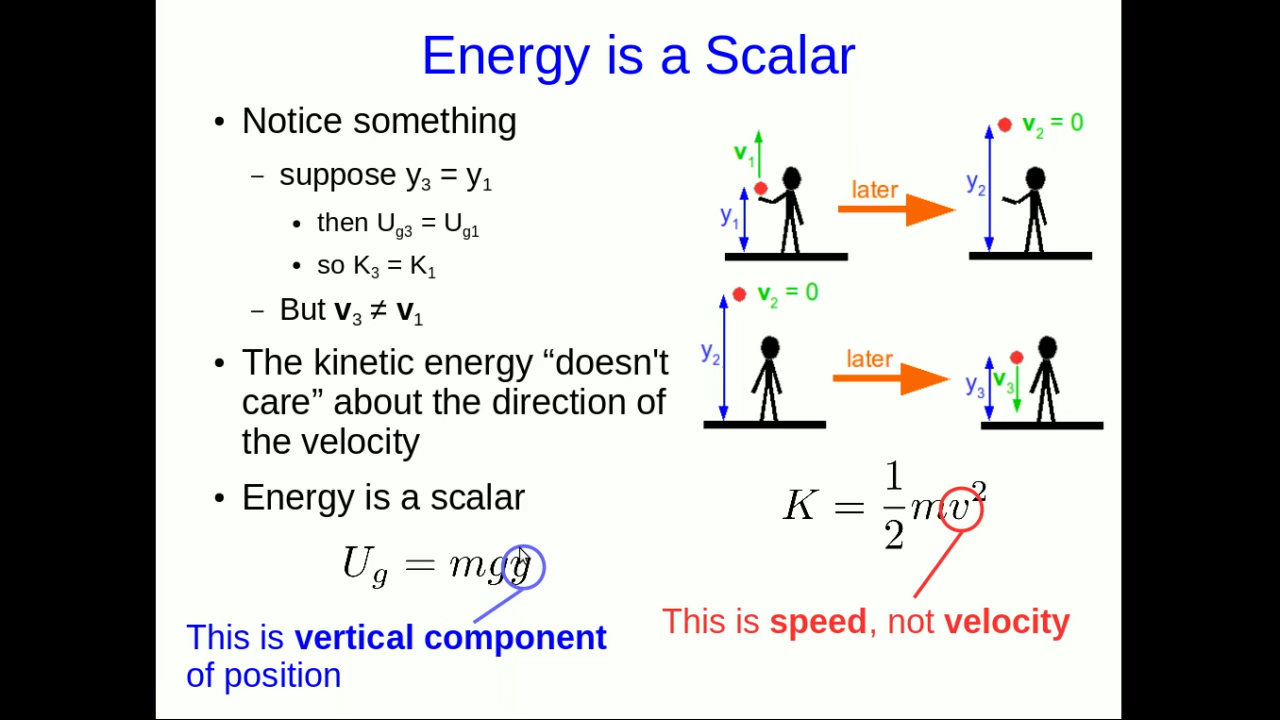 Energy is a Scalar
• Notice something
– suppose y₃ = y₁
• then U_g3 = U_g1
• so K₃ = K₁
– But v₃ ≠ v₁
• The kinetic energy “doesn't
care” about the direction of
the velocity
• Energy is a scalar
U_g = mgy
This is vertical component
of position
v₁
y₁
later
y₂
v₂ = 0
y₂
v₂ = 0
later
y₃
v₃
K = 1/2 mv²
This is speed, not velocity